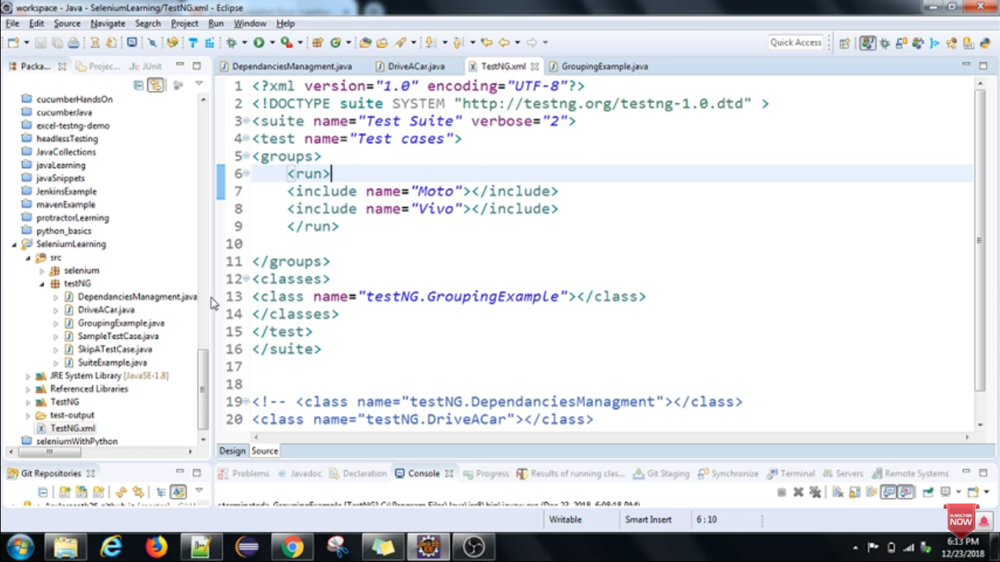 workspace - Java - SeleniumLearning/TestNG.xml - Eclipse
File Edit Source Navigate Search Project Run Window Help
Quick Access
Packa... Projec... JUnit
cucumberHandsOn
cucumberJava
excel-testng-demo
headlessTesting
JavaCollections
javaLearning
javaSnippets
JenkinsExample
mavenExample
protractorLearning
python_basics
SeleniumLearning
src
selenium
testNG
DependanciesManagment.java
DriveACar.java
GroupingExample.java
SampleTestCase.java
SkipATestCase.java
SuiteExample.java
JRE System Library [JavaSE-1.8]
Referenced Libraries
TestNG
test-output
TestNG.xml
seleniumWithPython
DependanciesManagment.java DriveACar.java TestNG.xml GroupingExample.java
1 <?xml version="1.0" encoding="UTF-8"?>
2 <!DOCTYPE suite SYSTEM "http://testng.org/testng-1.0.dtd" >
3 <suite name="Test Suite" verbose="2">
4 <test name="Test cases">
5 <groups>
6 <run>
7 <include name="Moto"></include>
8 <include name="Vivo"></include>
9 </run>
10
11 </groups>
12 <classes>
13 <class name="testNG.GroupingExample"></class>
14 </classes>
15 </test>
16 </suite>
17
18
19 <!-- <class name="testNG.DependanciesManagment"></class>
20 <class name="testNG.DriveACar"></class>
Design Source
Git Repositories
Problems Javadoc Declaration Console Progress Results of running clas... Git Staging Synchronize Terminal Servers Remote Systems
Writable Smart Insert 6 : 10
SUBSCRIBE
NOW
6:13 PM
12/23/2018